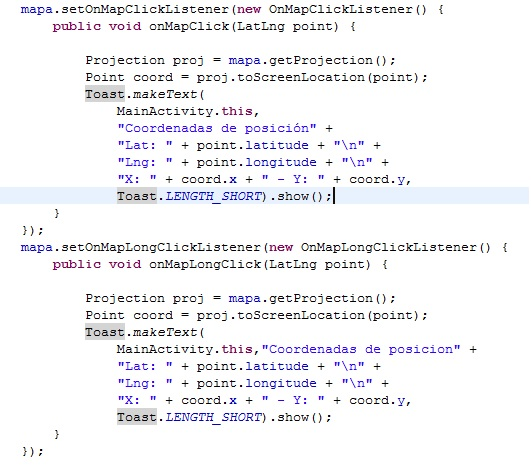 mapa.setOnMapClickListener(new OnMapClickListener() {
    public void onMapClick(LatLng point) {

        Projection proj = mapa.getProjection();
        Point coord = proj.toScreenLocation(point);
        Toast.makeText(
            MainActivity.this,
            "Coordenadas de posición" +
            "Lat: " + point.latitude + "\n" +
            "Lng: " + point.longitude + "\n" +
            "X: " + coord.x + " - Y: " + coord.y,
            Toast.LENGTH_SHORT).show();
    }
});
mapa.setOnMapLongClickListener(new OnMapLongClickListener() {
    public void onMapLongClick(LatLng point) {

        Projection proj = mapa.getProjection();
        Point coord = proj.toScreenLocation(point);
        Toast.makeText(
            MainActivity.this,"Coordenadas de posicion" +
            "Lat: " + point.latitude + "\n" +
            "Lng: " + point.longitude + "\n" +
            "X: " + coord.x + " - Y: " + coord.y,
            Toast.LENGTH_SHORT).show();
    }
});